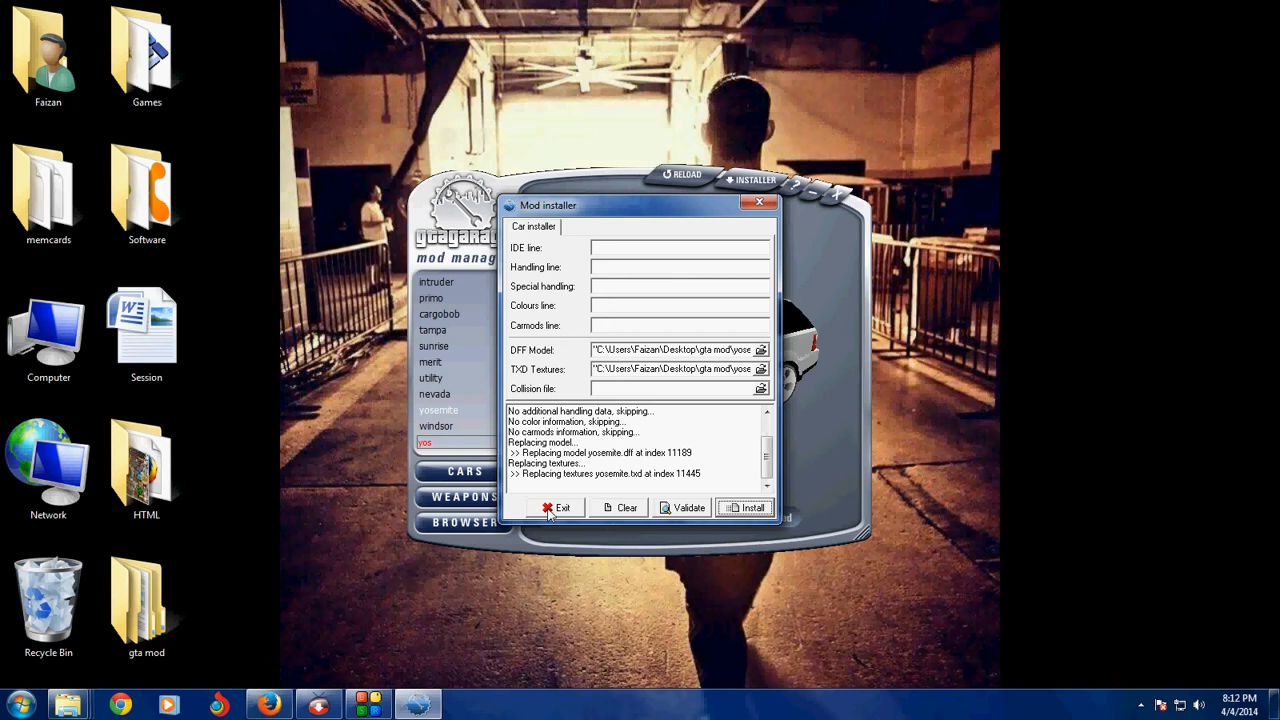 Faizan
Games
memcards
Software
Computer
Session
Network
HTML
Recycle Bin
gta mod
RELOAD
INSTALLER
?
mod manag
intruder
primo
cargobob
tampa
sunrise
merit
utility
nevada
yosemite
windsor
yos
CARS
WEAPONS
BROWSER
Mod installer
Car installer
IDE line:
Handling line:
Special handling:
Colours line:
Carmods line:
DFF Model: "C:\Users\Faizan\Desktop\gta mod\yose
TXD Textures: "C:\Users\Faizan\Desktop\gta mod\yose
Collision file:
No additional handling data, skipping...
No color information, skipping...
No carmods information, skipping...
Replacing model...
>> Replacing model yosemite.dff at index 11189
Replacing textures...
>> Replacing textures yosemite.txd at index 11445
Exit
Clear
Validate
Install
8:12 PM
4/4/2014